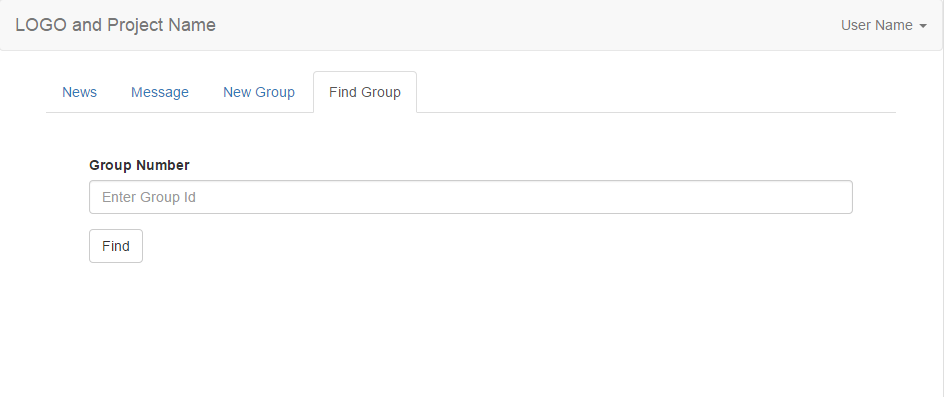 LOGO and Project Name User Name
News Message New Group Find Group
Group Number
Enter Group Id
Find